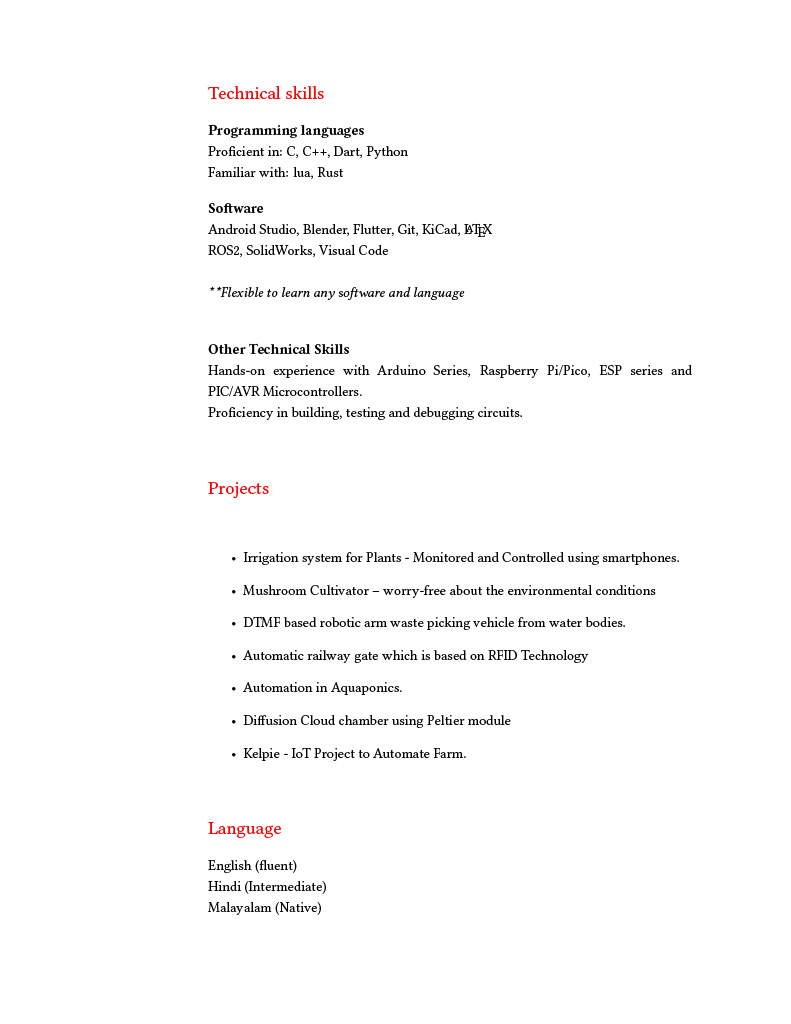 Technical skills
Programming languages
Proficient in: C, C++, Dart, Python
Familiar with: lua, Rust
Software
Android Studio, Blender, Flutter, Git, KiCad, LATEX
ROS2, SolidWorks, Visual Code
**Flexible to learn any software and language
Other Technical Skills
Hands-on experience with Arduino Series, Raspberry Pi/Pico, ESP series and
PIC/AVR Microcontrollers.
Proficiency in building, testing and debugging circuits.
Projects
• Irrigation system for Plants - Monitored and Controlled using smartphones.
• Mushroom Cultivator – worry-free about the environmental conditions
• DTMF based robotic arm waste picking vehicle from water bodies.
• Automatic railway gate which is based on RFID Technology
• Automation in Aquaponics.
• Diffusion Cloud chamber using Peltier module
• Kelpie - IoT Project to Automate Farm.
Language
English (fluent)
Hindi (Intermediate)
Malayalam (Native)